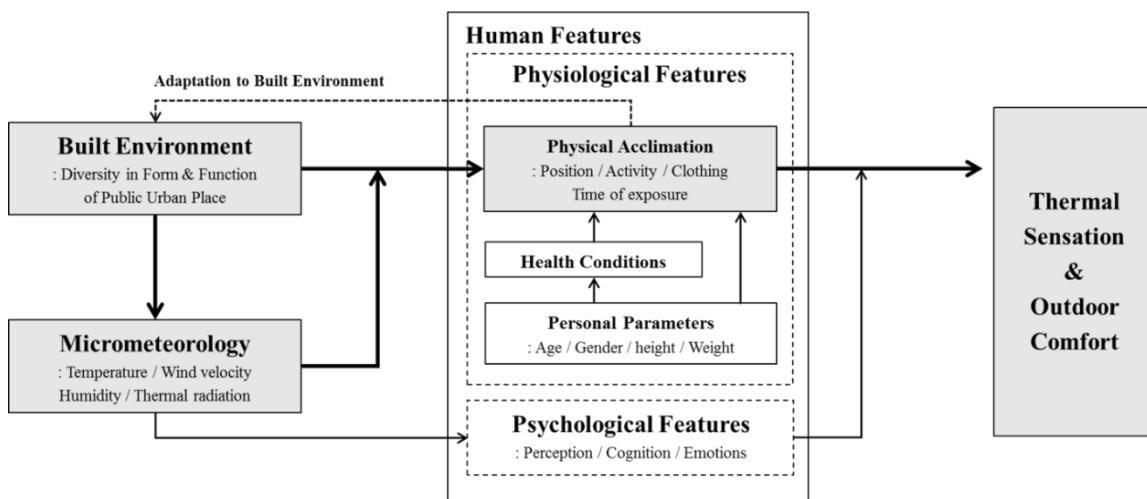 Human Features
Physiological Features
Adaptation to Built Environment
Built Environment
: Diversity in Form & Function
of Public Urban Place
Physical Acclimation
: Position / Activity / Clothing
Time of exposure
Health Conditions
Personal Parameters
: Age / Gender / height / Weight
Micrometeorology
: Temperature / Wind velocity
Humidity / Thermal radiation
Psychological Features
: Perception / Cognition / Emotions
Thermal
Sensation
&
Outdoor
Comfort